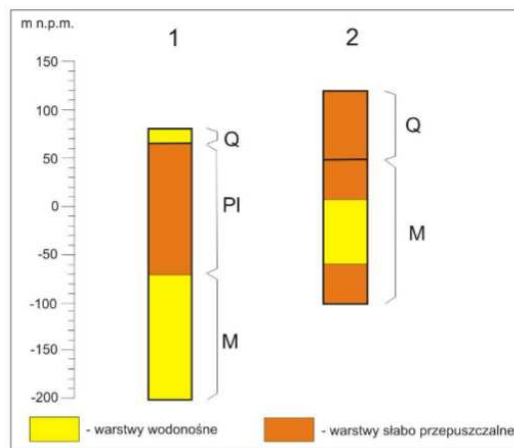 m n.p.m.
1
2
150
100
50
0
-50
-100
-150
-200
Q
Pl
M
Q
M
- warstwy wodonośne
- warstwy słabo przepuszczalne